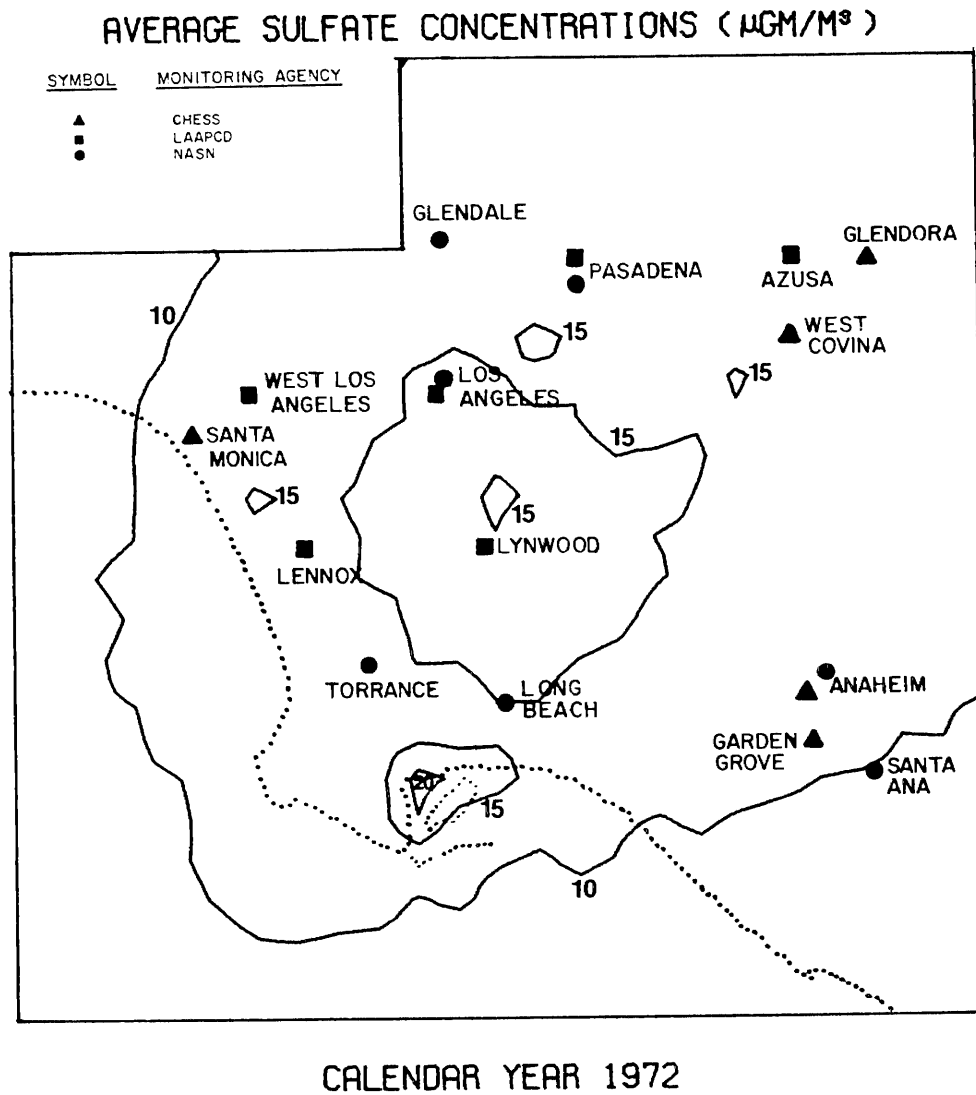 AVERAGE SULFATE CONCENTRATIONS (µGM/M³)
SYMBOL MONITORING AGENCY
▲ CHESS
■ LAAPCD
● NASN
GLENDALE
GLENDORA
PASADENA
AZUSA
10
15
WEST
COVINA
15
WEST LOS
ANGELES
LOS
ANGELES
15
SANTA
MONICA
15
15
LYNWOOD
LENNOX
TORRANCE
LONG
BEACH
ANAHEIM
GARDEN
GROVE
SANTA
ANA
20
15
10
CALENDAR YEAR 1972